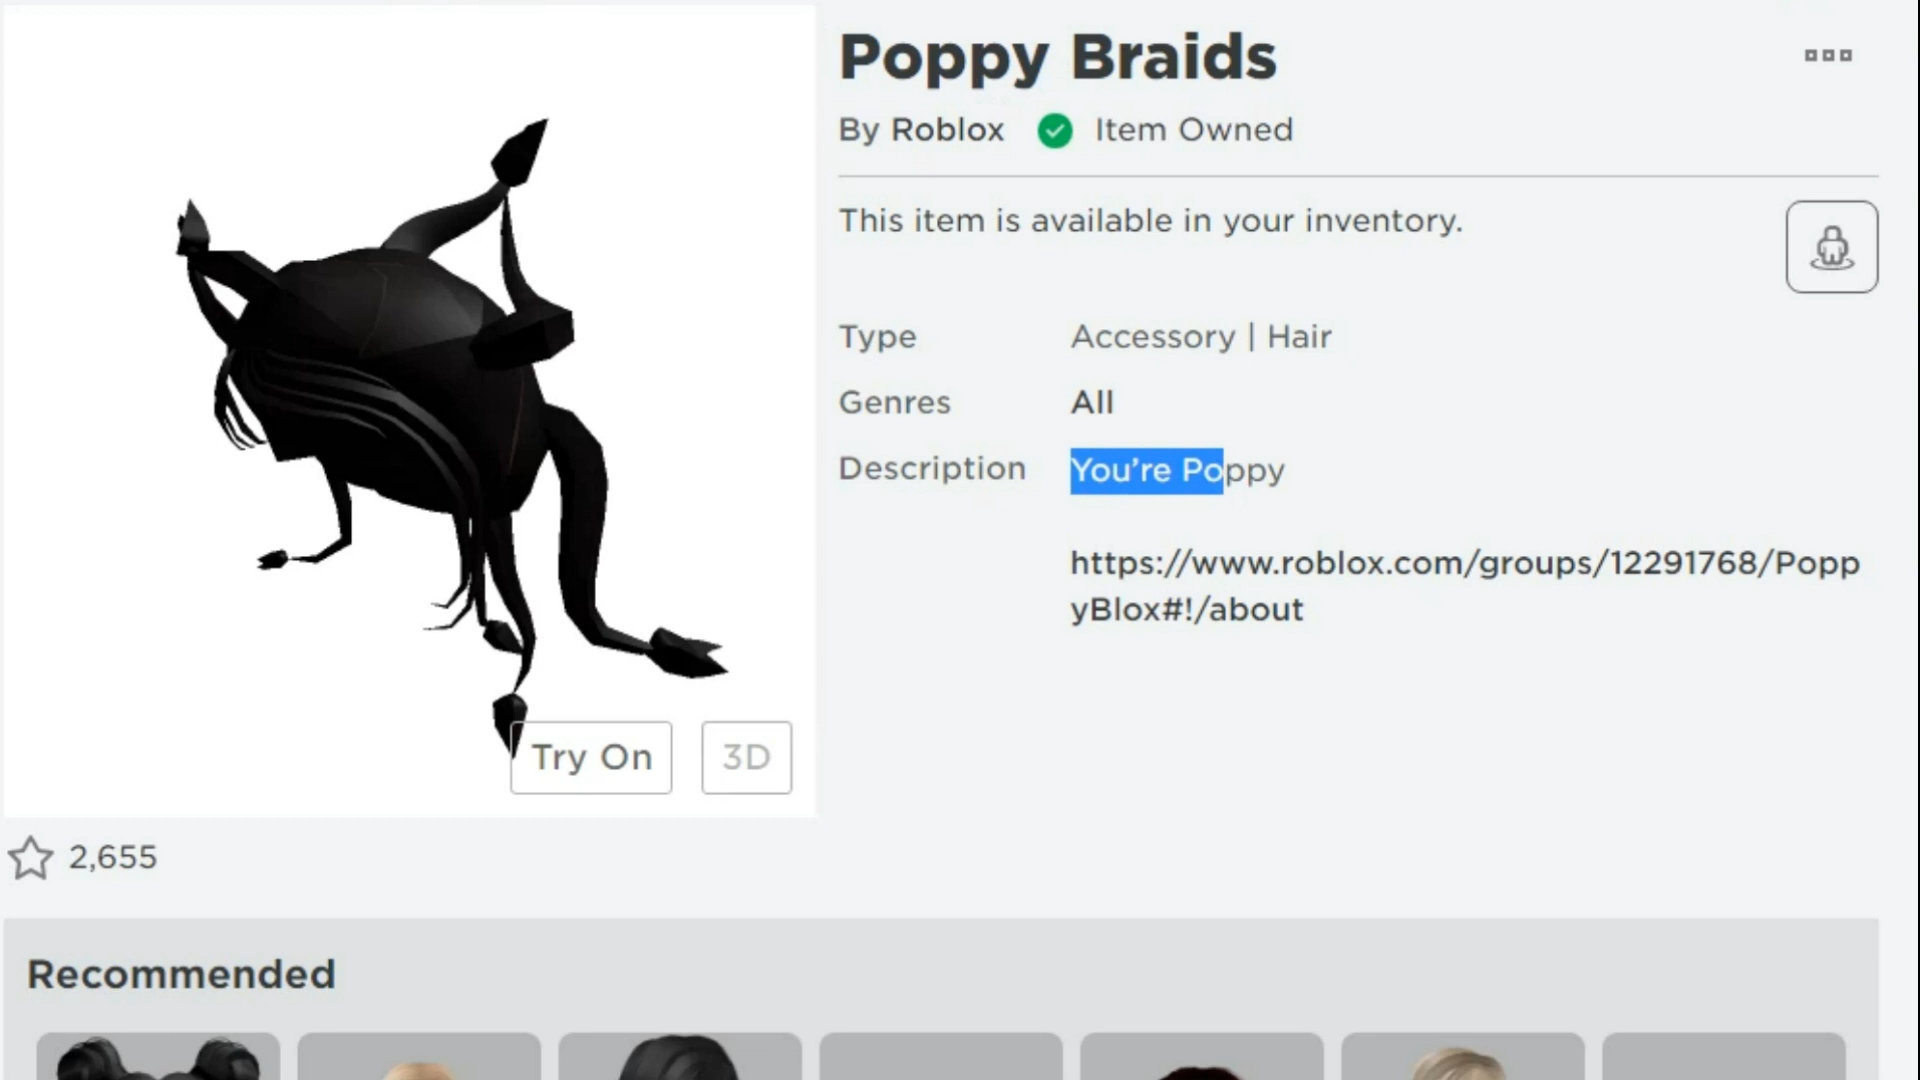 Poppy Braids
By Roblox Item Owned
This item is available in your inventory.
Type Accessory | Hair
Genres All
Description You're Poppy
https://www.roblox.com/groups/12291768/Popp
yBlox#!/about
Try On 3D
2,655
Recommended